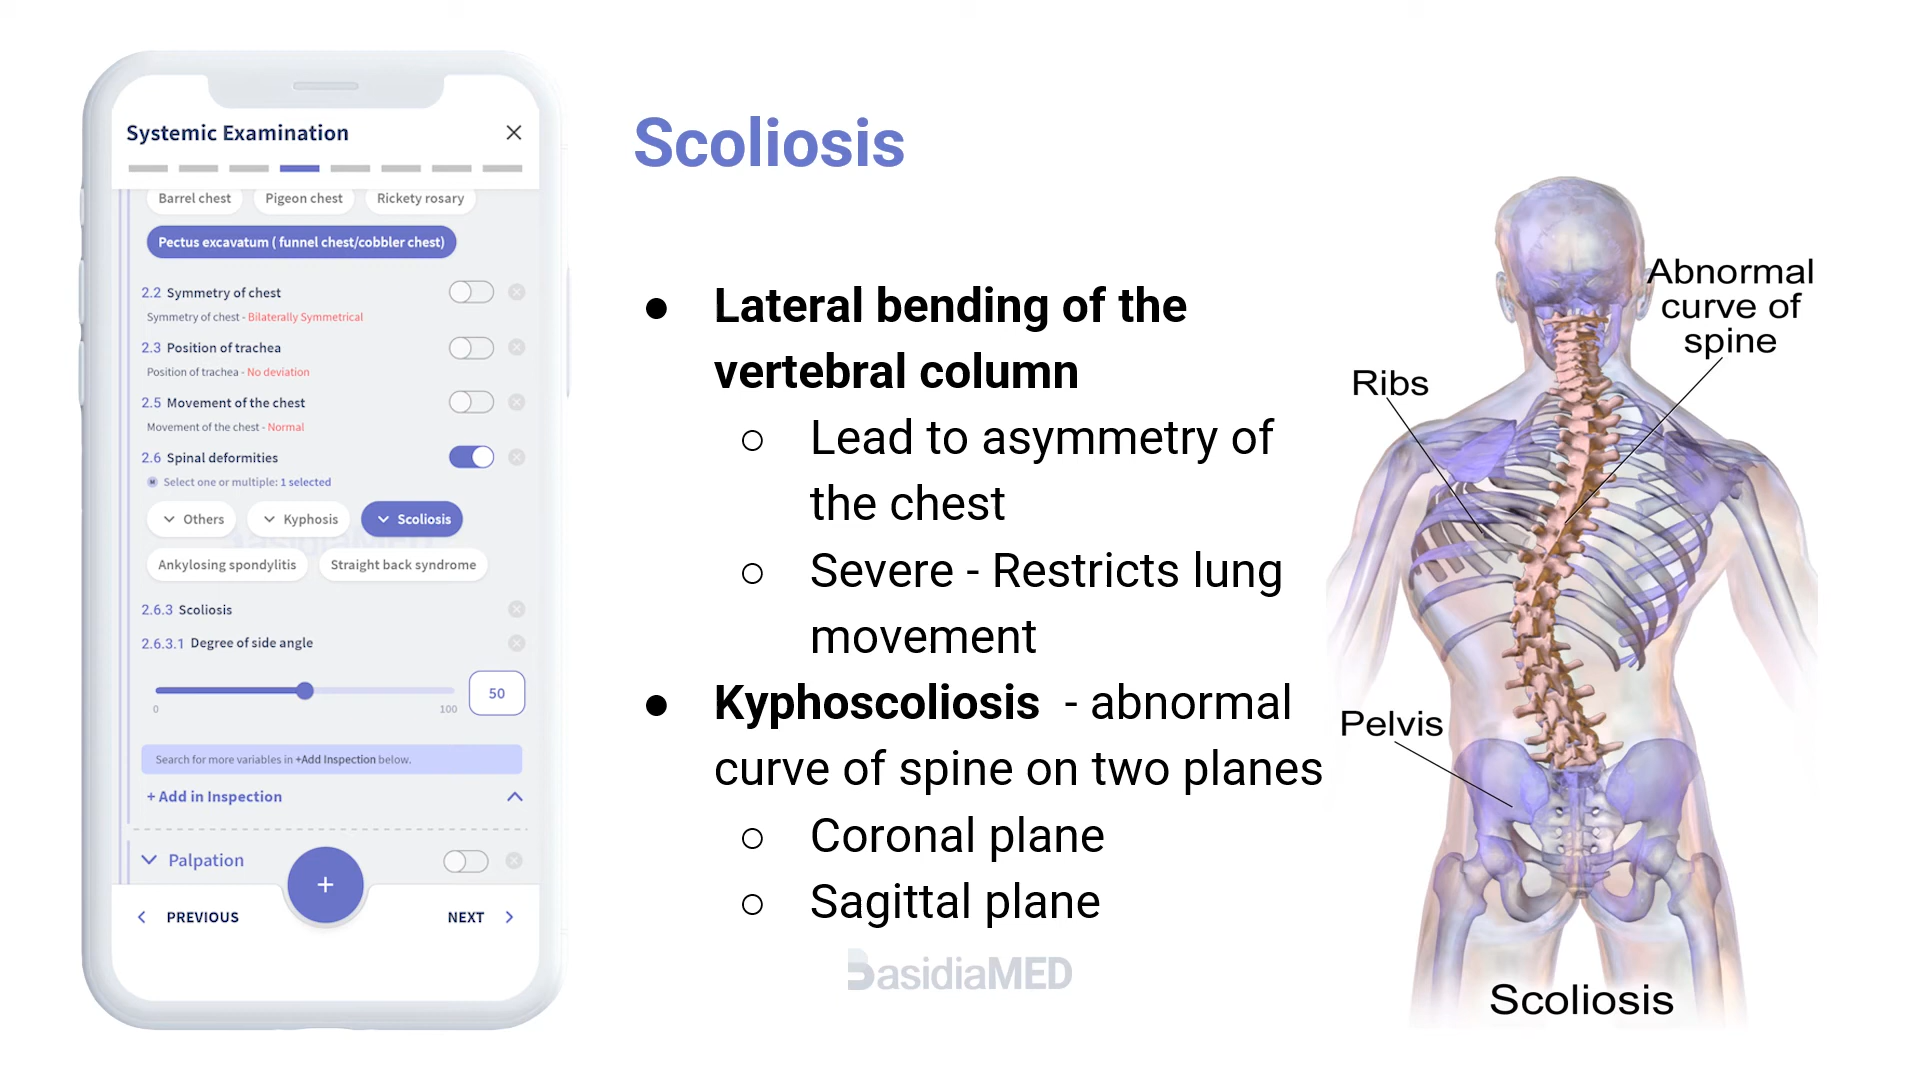 Systemic Examination
Barrel chest
Pigeon chest
Rickety rosary
Pectus excavatum ( funnel chest/cobbler chest)
2.2 Symmetry of chest
Symmetry of chest - Bilaterally Symmetrical
2.3 Position of trachea
Position of trachea - No deviation
2.5 Movement of the chest
Movement of the chest - Normal
2.6 Spinal deformities
M Select one or multiple: 1 selected
Others
Kyphosis
Scoliosis
Ankylosing spondylitis
Straight back syndrome
2.6.3 Scoliosis
2.6.3.1 Degree of side angle
50
0
100
Search for more variables in +Add Inspection below.
+ Add in Inspection
Palpation
+
PREVIOUS
NEXT
Scoliosis
● Lateral bending of the
vertebral column
○ Lead to asymmetry of
the chest
○ Severe - Restricts lung
movement
● Kyphoscoliosis - abnormal
curve of spine on two planes
○ Coronal plane
○ Sagittal plane
BasidiaMED
Abnormal
curve of
spine
Ribs
Pelvis
Scoliosis